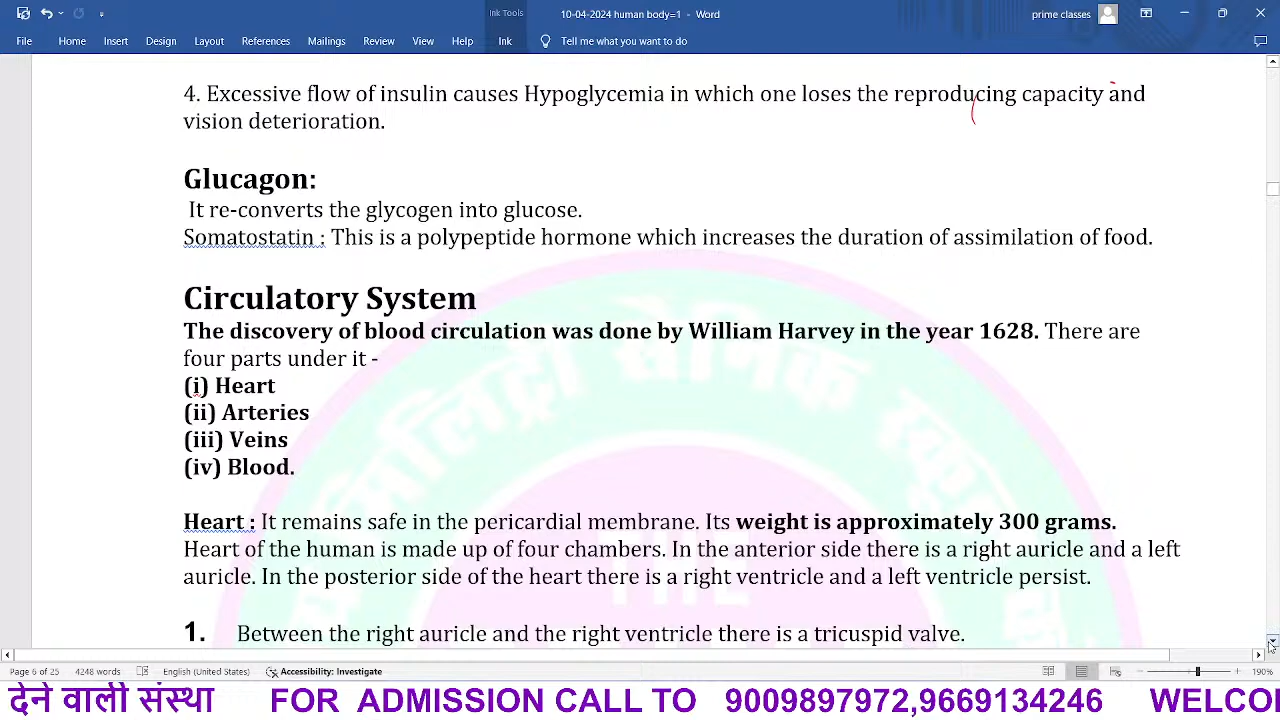 Ink Tools
10-04-2024 human body=1 - Word
prime classes
File Home Insert Design Layout References Mailings Review View Help Ink Tell me what you want to do
4. Excessive flow of insulin causes Hypoglycemia in which one loses the reproducing capacity and
vision deterioration.
Glucagon:
It re-converts the glycogen into glucose.
Somatostatin : This is a polypeptide hormone which increases the duration of assimilation of food.
Circulatory System
The discovery of blood circulation was done by William Harvey in the year 1628. There are
four parts under it -
(i) Heart
(ii) Arteries
(iii) Veins
(iv) Blood.
Heart : It remains safe in the pericardial membrane. Its weight is approximately 300 grams.
Heart of the human is made up of four chambers. In the anterior side there is a right auricle and a left
auricle. In the posterior side of the heart there is a right ventricle and a left ventricle persist.
1. Between the right auricle and the right ventricle there is a tricuspid valve.
मिलिट्री सैनिक स्कूल
THE
Page 6 of 25 4248 words English (United States) Accessibility: Investigate 190%
देने वाली संस्था FOR ADMISSION CALL TO 9009897972,9669134246 WELCO